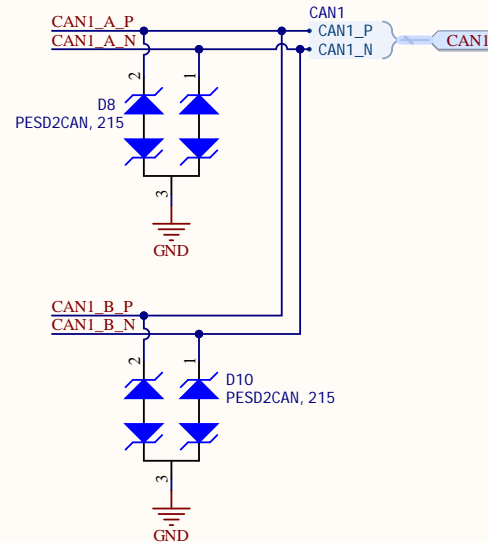 CAN1
CAN1_A_P
CAN1_P
CAN1_A_N
CAN1_N
CAN1
2
1
D8
PESD2CAN, 215
3
GND
CAN1_B_P
CAN1_B_N
2
1
D10
PESD2CAN, 215
3
GND